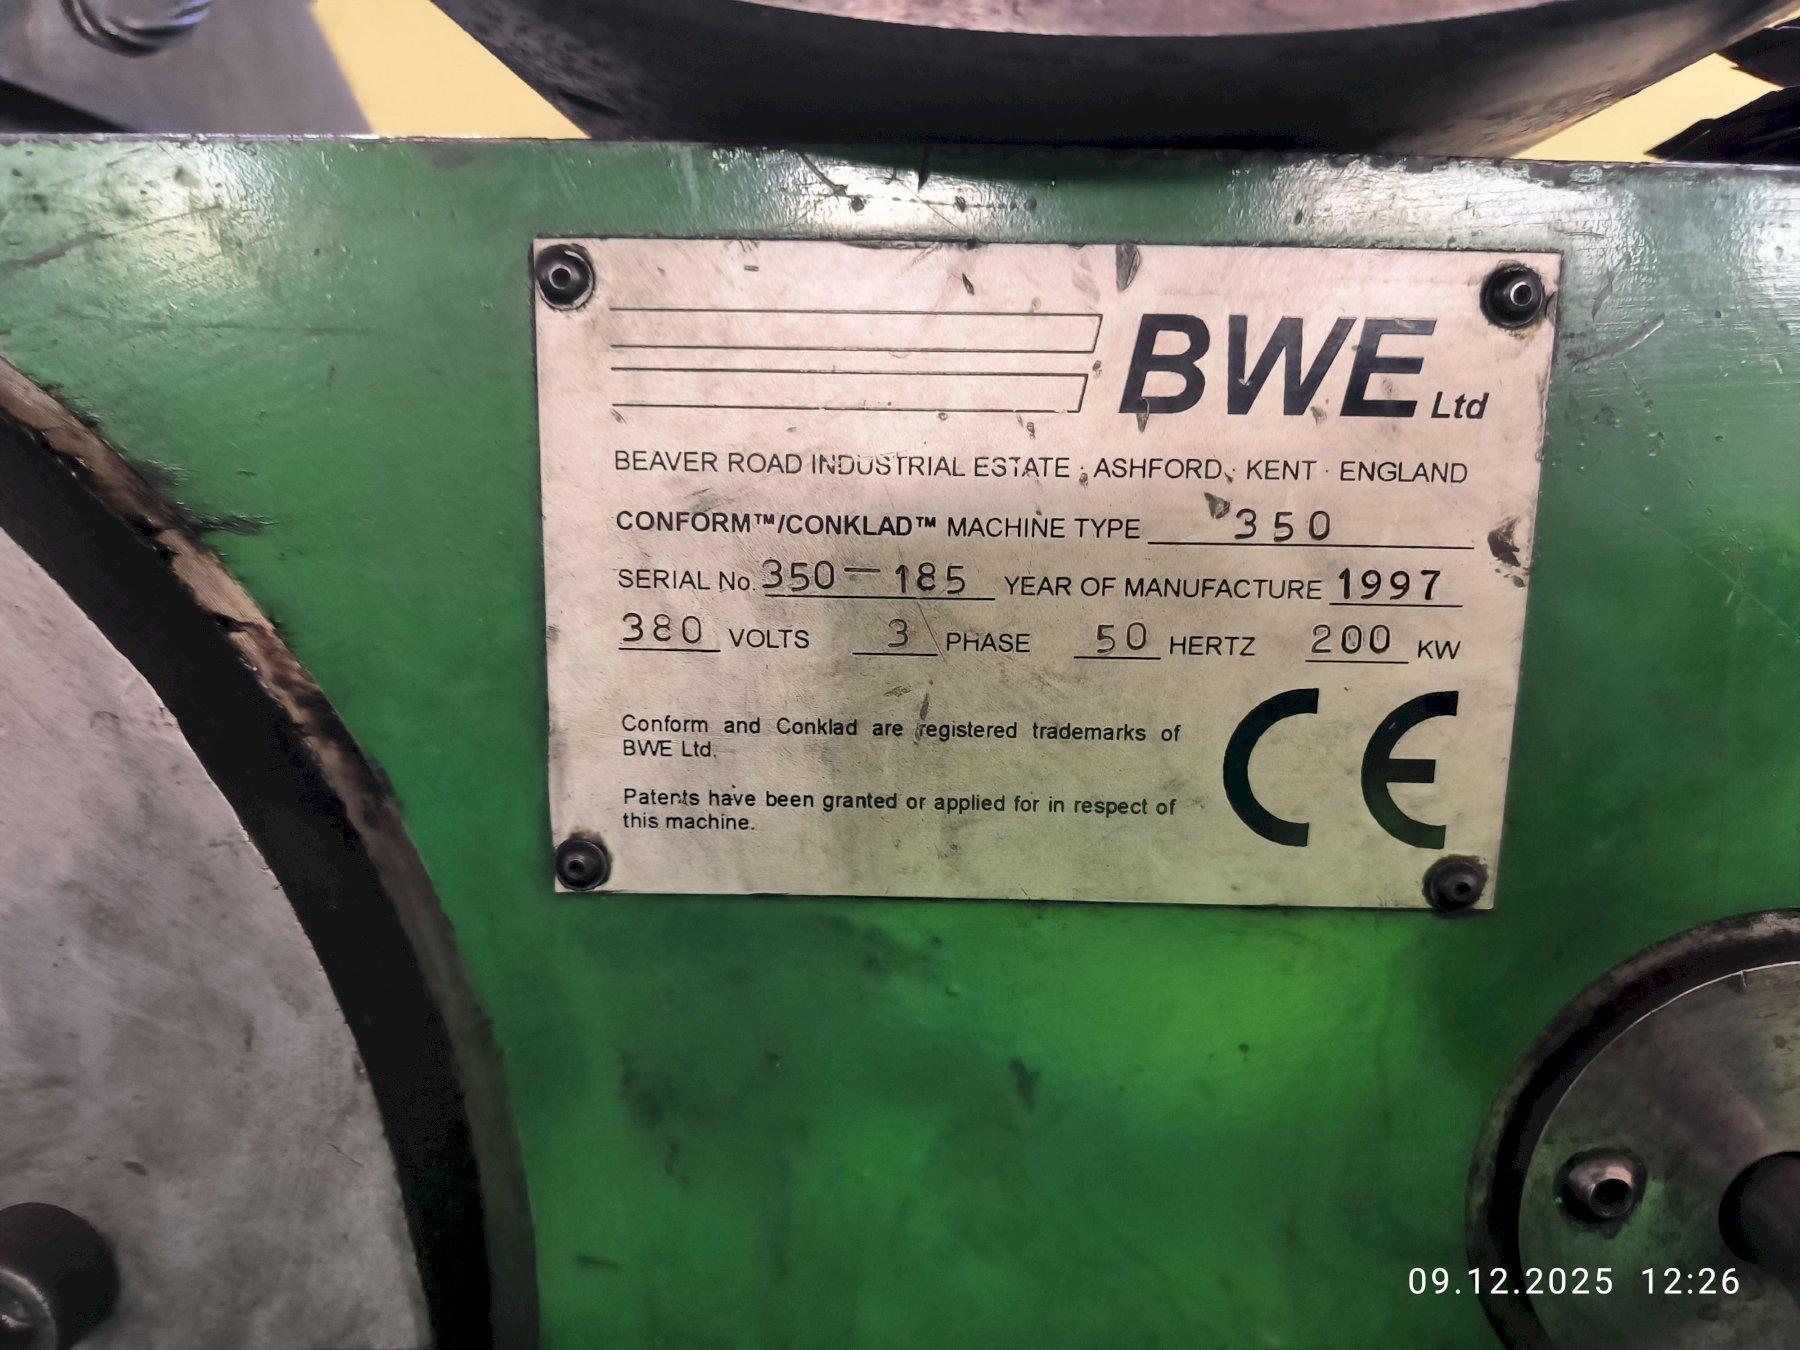 BWE Ltd
BEAVER ROAD INDUSTRIAL ESTATE · ASHFORD · KENT · ENGLAND
CONFORM™/CONKLAD™ MACHINE TYPE 350
SERIAL No. 350-185 YEAR OF MANUFACTURE 1997
380 VOLTS 3 PHASE 50 HERTZ 200 KW
Conform and Conklad are registered trademarks of
BWE Ltd.
Patents have been granted or applied for in respect of
this machine.
CE
09.12.2025 12:26